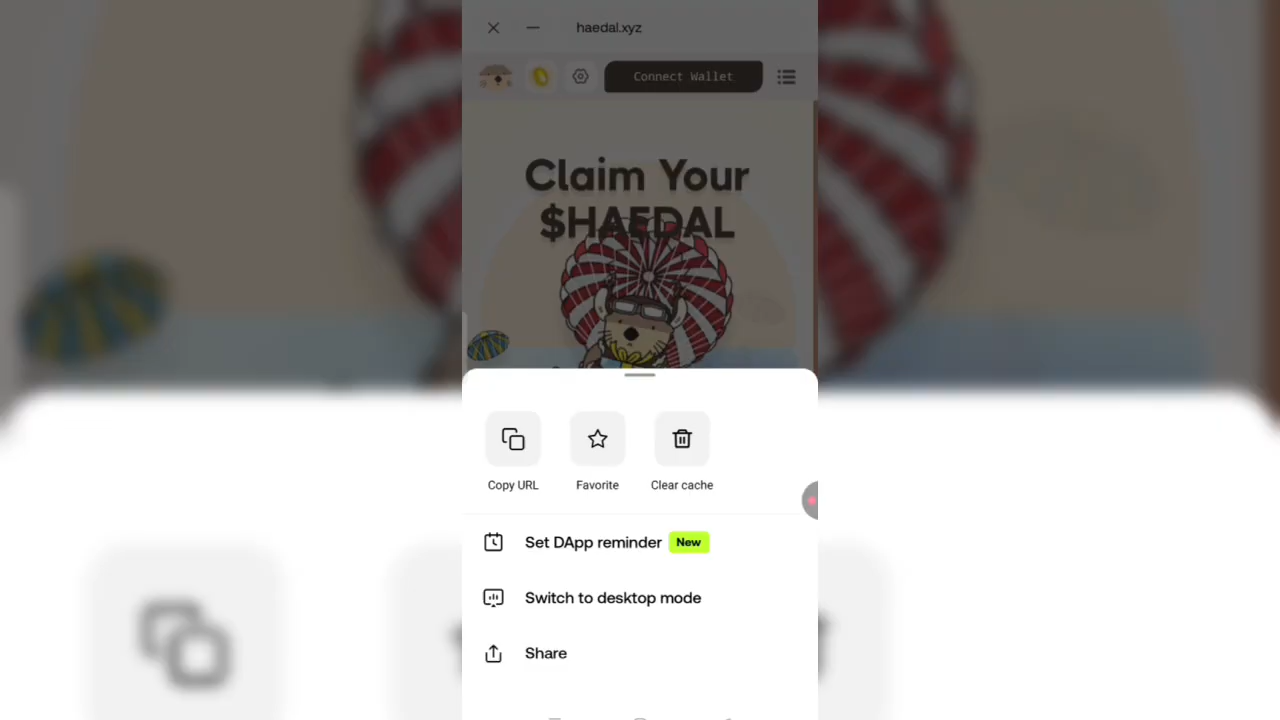 haedal.xyz
Connect Wallet
Claim Your
$HAEDAL
Copy URL
Favorite
Clear cache
Set DApp reminder New
Switch to desktop mode
Share